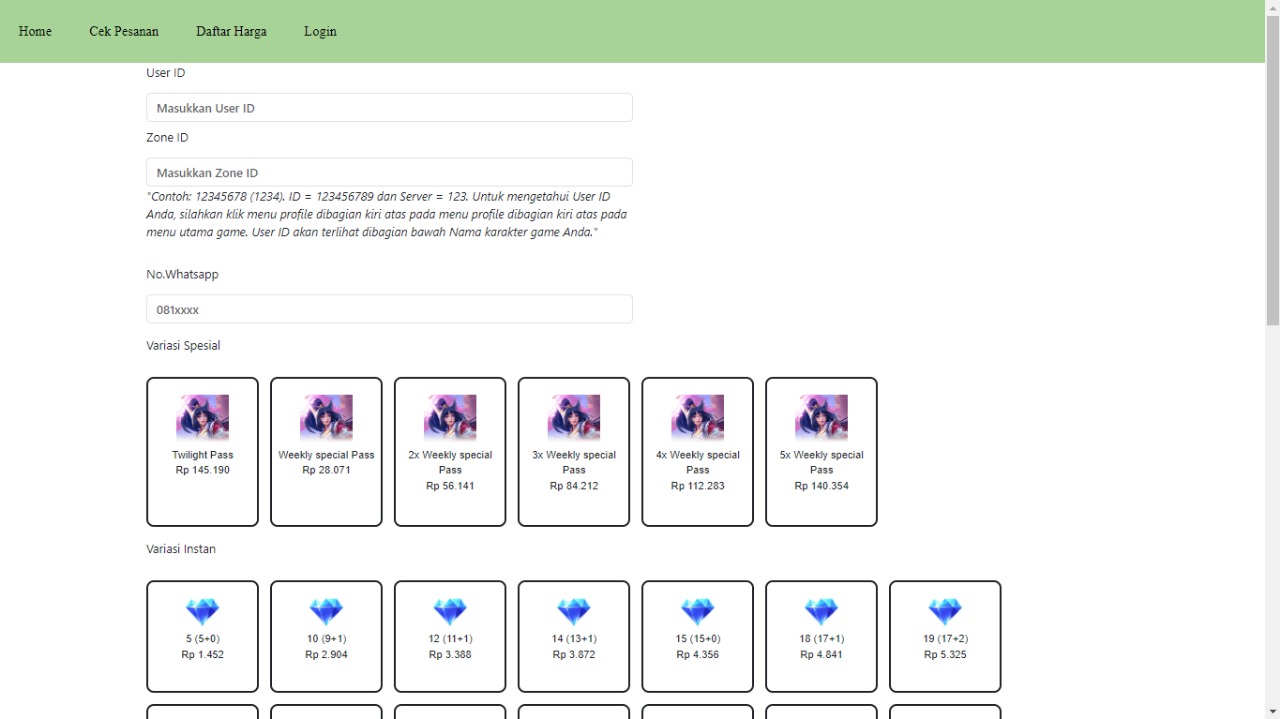 Home
Cek Pesanan
Daftar Harga
Login
User ID
Masukkan User ID
Zone ID
Masukkan Zone ID
"Contoh: 12345678 (1234). ID = 123456789 dan Server = 123. Untuk mengetahui User ID
Anda, silahkan klik menu profile dibagian kiri atas pada menu profile dibagian kiri atas pada
menu utama game. User ID akan terlihat dibagian bawah Nama karakter game Anda."
No.Whatsapp
081xxxx
Variasi Spesial
Twilight Pass
Rp 145.190
Weekly special Pass
Rp 28.071
2x Weekly special
Pass
Rp 56.141
3x Weekly special
Pass
Rp 84.212
4x Weekly special
Pass
Rp 112.283
5x Weekly special
Pass
Rp 140.354
Variasi Instan
5 (5+0)
Rp 1.452
10 (9+1)
Rp 2.904
12 (11+1)
Rp 3.388
14 (13+1)
Rp 3.872
15 (15+0)
Rp 4.356
18 (17+1)
Rp 4.841
19 (17+2)
Rp 5.325